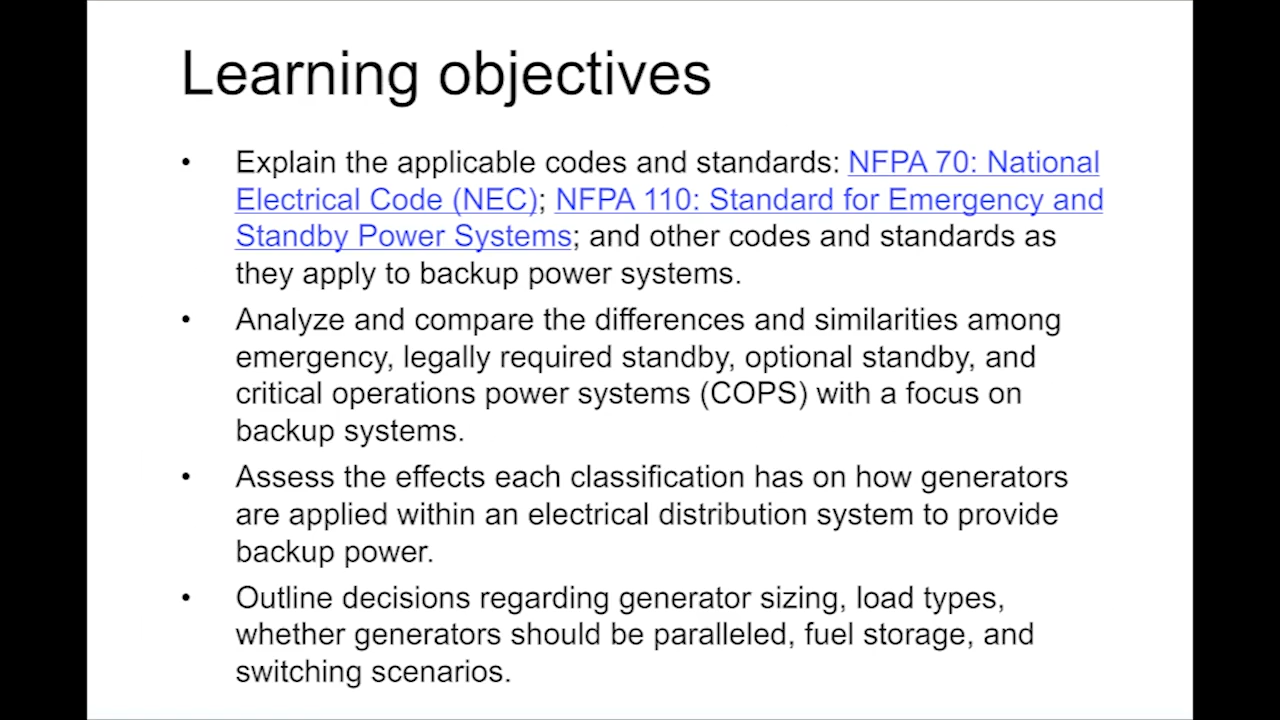 Learning objectives
• Explain the applicable codes and standards: NFPA 70: National
Electrical Code (NEC); NFPA 110: Standard for Emergency and
Standby Power Systems; and other codes and standards as
they apply to backup power systems.
• Analyze and compare the differences and similarities among
emergency, legally required standby, optional standby, and
critical operations power systems (COPS) with a focus on
backup systems.
• Assess the effects each classification has on how generators
are applied within an electrical distribution system to provide
backup power.
• Outline decisions regarding generator sizing, load types,
whether generators should be paralleled, fuel storage, and
switching scenarios.